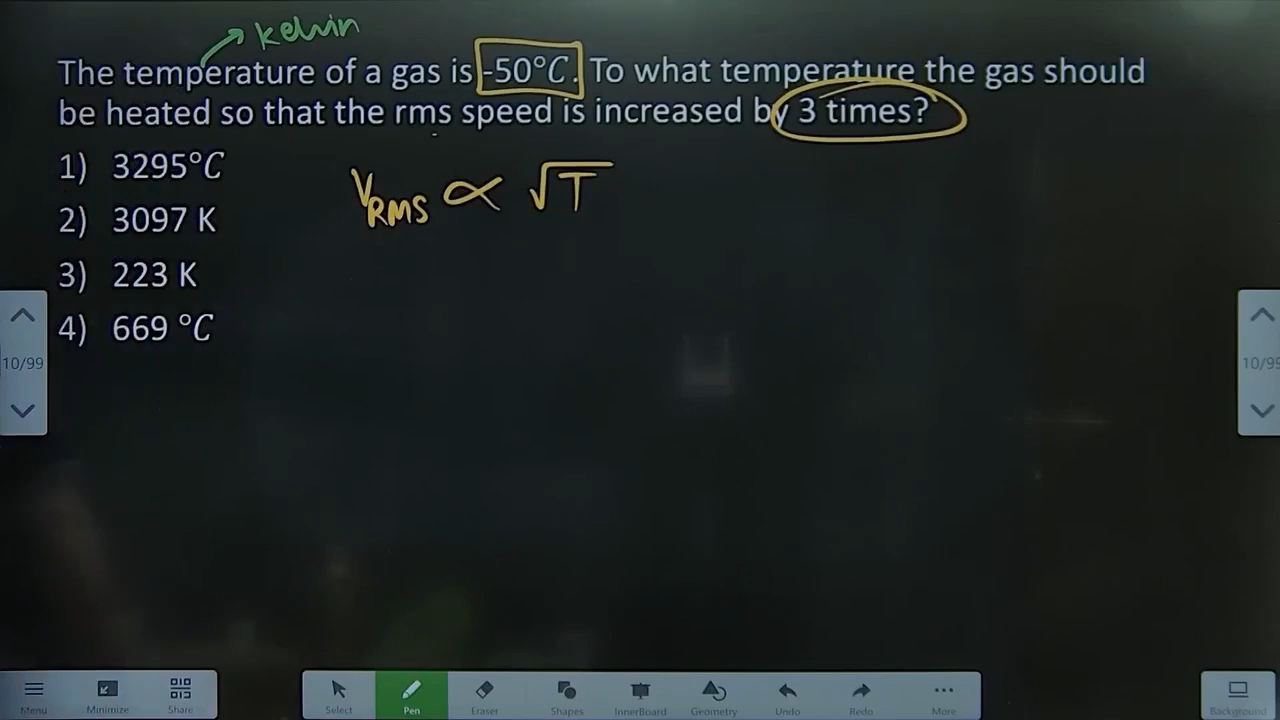 kelvin
The temperature of a gas is -50°C. To what temperature the gas should
be heated so that the rms speed is increased by 3 times?
1) 3295°C
2) 3097 K
3) 223 K
4) 669 °C
VRMS ∝ √T
10/99
10/99
Menu
Minimize
Share
Select
Pen
Eraser
Shapes
InnerBoard
Geometry
Undo
Redo
More
Background